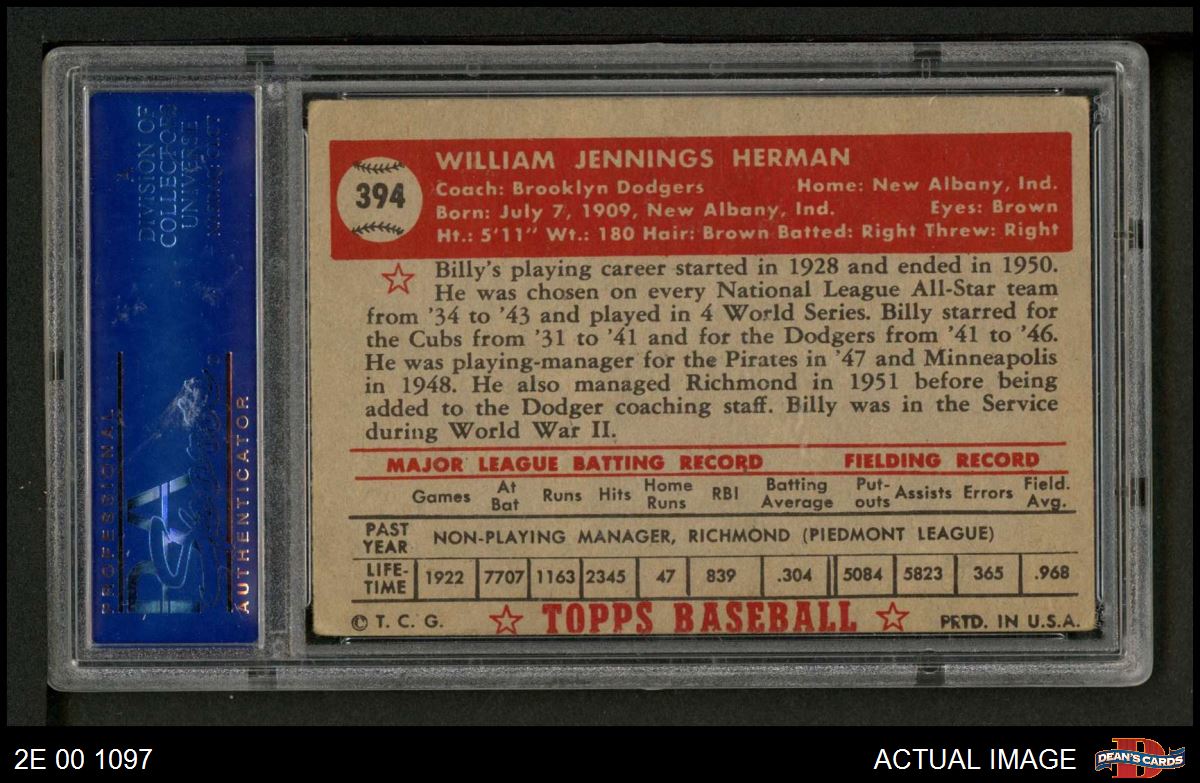 DIVISION OF
COLLECTORS
UNIVERSE
PROFESSIONAL
PSA
AUTHENTICATOR
394
WILLIAM JENNINGS HERMAN
Coach: Brooklyn Dodgers Home: New Albany, Ind.
Born: July 7, 1909, New Albany, Ind. Eyes: Brown
Ht.: 5'11" Wt.: 180 Hair: Brown Batted: Right Threw: Right
Billy's playing career started in 1928 and ended in 1950.
He was chosen on every National League All-Star team
from '34 to '43 and played in 4 World Series. Billy starred for
the Cubs from '31 to '41 and for the Dodgers from '41 to '46.
He was playing-manager for the Pirates in '47 and Minneapolis
in 1948. He also managed Richmond in 1951 before being
added to the Dodger coaching staff. Billy was in the Service
during World War II.
MAJOR LEAGUE BATTING RECORD FIELDING RECORD
Games At Bat Runs Hits Home Runs RBI Batting Average Put-outs Assists Errors Field. Avg.
PAST YEAR NON-PLAYING MANAGER, RICHMOND (PIEDMONT LEAGUE)
LIFE-TIME 1922 7707 1163 2345 47 839 .304 5084 5823 365 .968
© T. C. G. TOPPS BASEBALL PRTD. IN U.S.A.
2E 00 1097 ACTUAL IMAGE DEAN'S CARDS